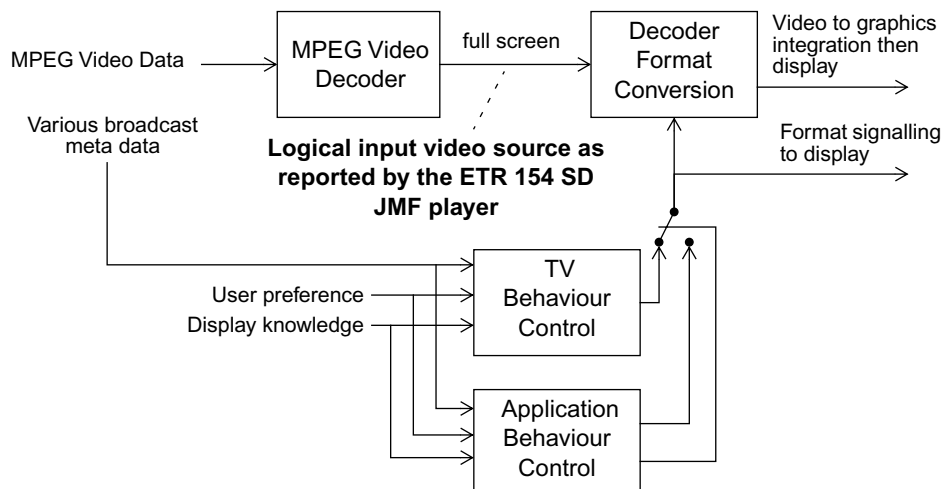 MPEG Video Data
MPEG Video
Decoder
full screen
Decoder
Format
Conversion
Video to graphics
integration then
display
Various broadcast
meta data
Logical input video source as
reported by the ETR 154 SD
JMF player
Format signalling
to display
TV
Behaviour
Control
User preference
Display knowledge
Application
Behaviour
Control